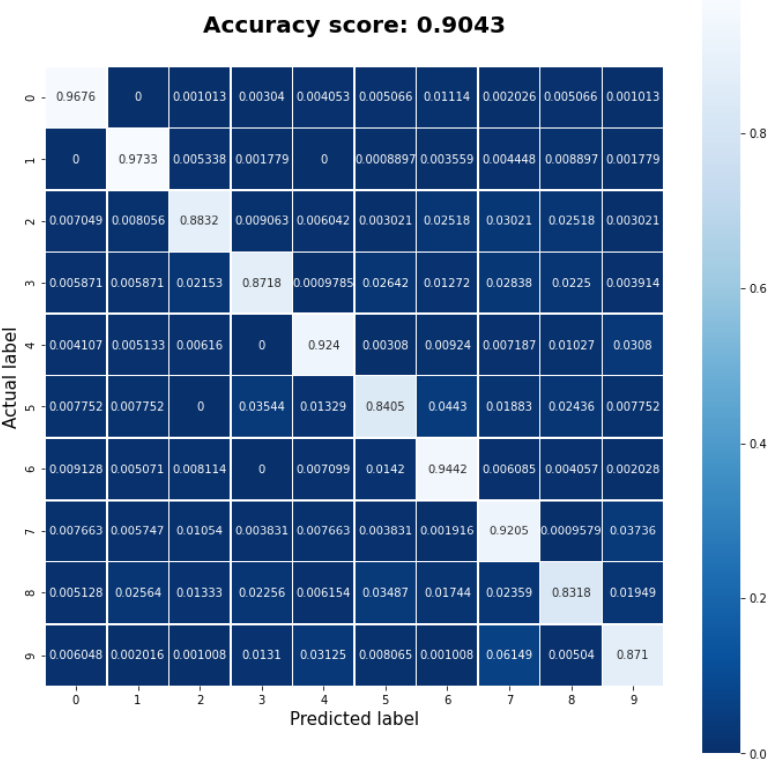 Accuracy score: 0.9043
0 0.9676 0 0.001013 0.00304 0.004053 0.005066 0.01114 0.002026 0.005066 0.001013
1 0 0.9733 0.005338 0.001779 0 0.0008897 0.003559 0.004448 0.008897 0.001779
2 0.007049 0.008056 0.8832 0.009063 0.006042 0.003021 0.02518 0.03021 0.02518 0.003021
3 0.005871 0.005871 0.02153 0.8718 0.0009785 0.02642 0.01272 0.02838 0.0225 0.003914
4 0.004107 0.005133 0.00616 0 0.924 0.00308 0.00924 0.007187 0.01027 0.0308
5 0.007752 0.007752 0 0.03544 0.01329 0.8405 0.0443 0.01883 0.02436 0.007752
6 0.009128 0.005071 0.008114 0 0.007099 0.0142 0.9442 0.006085 0.004057 0.002028
7 0.007663 0.005747 0.01054 0.003831 0.007663 0.003831 0.001916 0.9205 0.0009579 0.03736
8 0.005128 0.02564 0.01333 0.02256 0.006154 0.03487 0.01744 0.02359 0.8318 0.01949
9 0.006048 0.002016 0.001008 0.0131 0.03125 0.008065 0.001008 0.06149 0.00504 0.871
0 1 2 3 4 5 6 7 8 9
Predicted label
Actual label
0.8
0.6
0.4
0.2
0.0